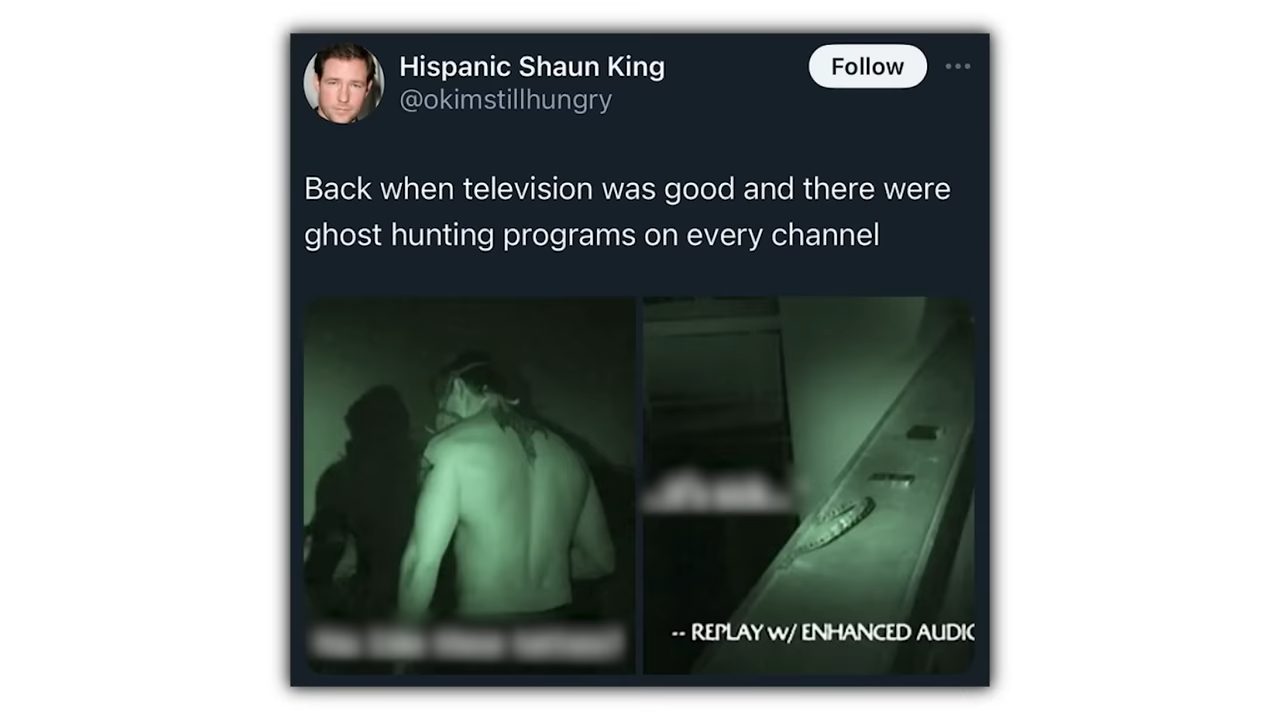 Hispanic Shaun King
Follow
@okimstillhungry
Back when television was good and there were
ghost hunting programs on every channel
-- REPLAY w/ ENHANCED AUDIO